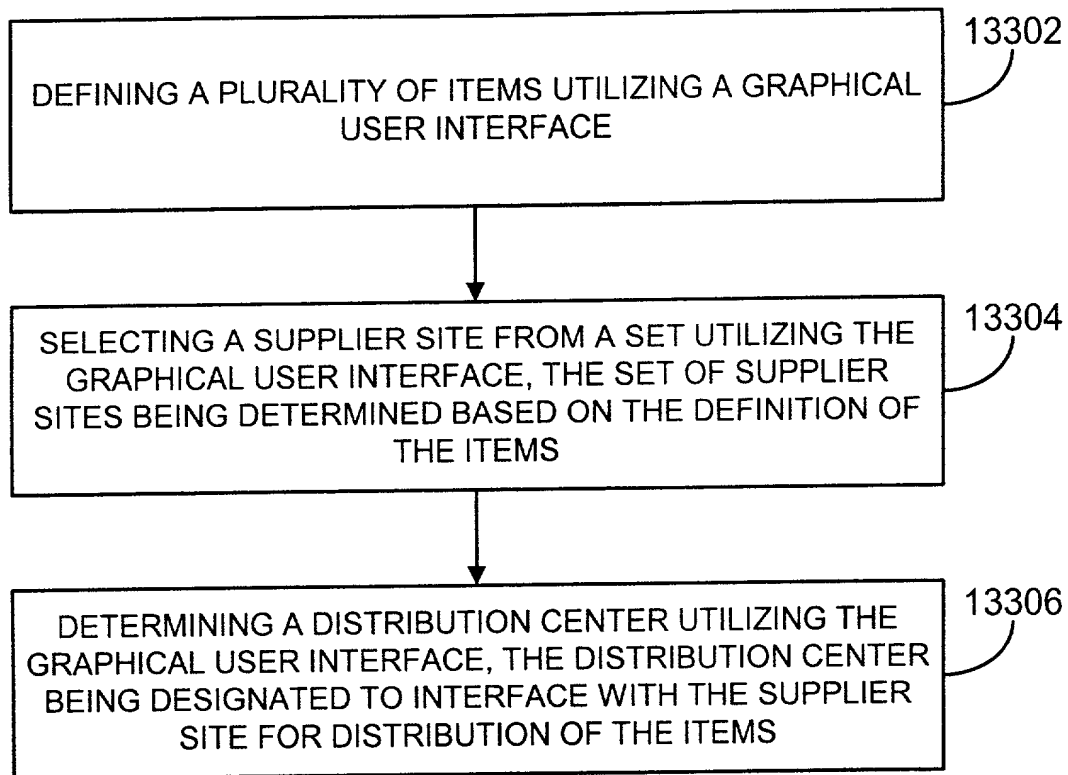 13302
DEFINING A PLURALITY OF ITEMS UTILIZING A GRAPHICAL
USER INTERFACE
13304
SELECTING A SUPPLIER SITE FROM A SET UTILIZING THE
GRAPHICAL USER INTERFACE, THE SET OF SUPPLIER
SITES BEING DETERMINED BASED ON THE DEFINITION OF
THE ITEMS
13306
DETERMINING A DISTRIBUTION CENTER UTILIZING THE
GRAPHICAL USER INTERFACE, THE DISTRIBUTION CENTER
BEING DESIGNATED TO INTERFACE WITH THE SUPPLIER
SITE FOR DISTRIBUTION OF THE ITEMS